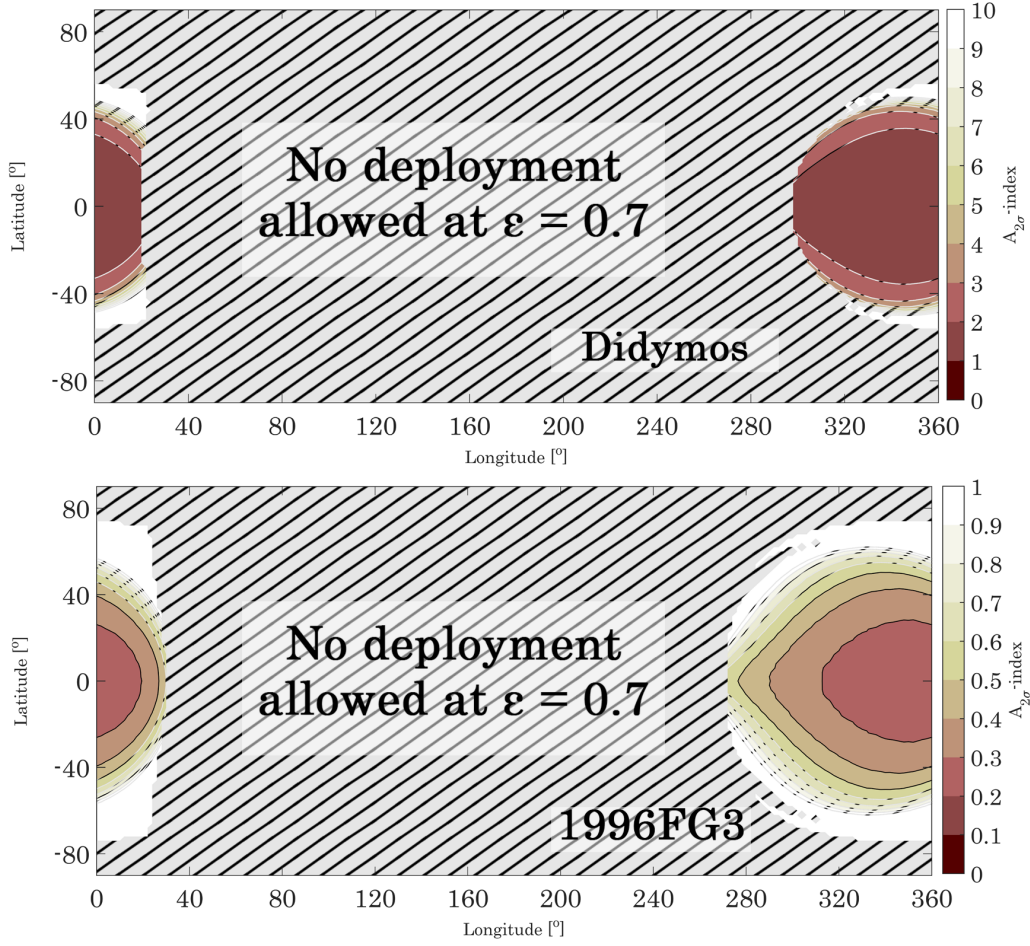 80
40
0
-40
-80
Latitude [º]
No deployment
allowed at ε = 0.7
Didymos
0 40 80 120 160 200 240 280 320 360
Longitude [º]
10
9
8
7
6
5
4
3
2
1
0
A2σ-index
80
40
0
-40
-80
Latitude [º]
No deployment
allowed at ε = 0.7
1996FG3
0 40 80 120 160 200 240 280 320 360
Longitude [º]
1
0.9
0.8
0.7
0.6
0.5
0.4
0.3
0.2
0.1
0
A2σ-index